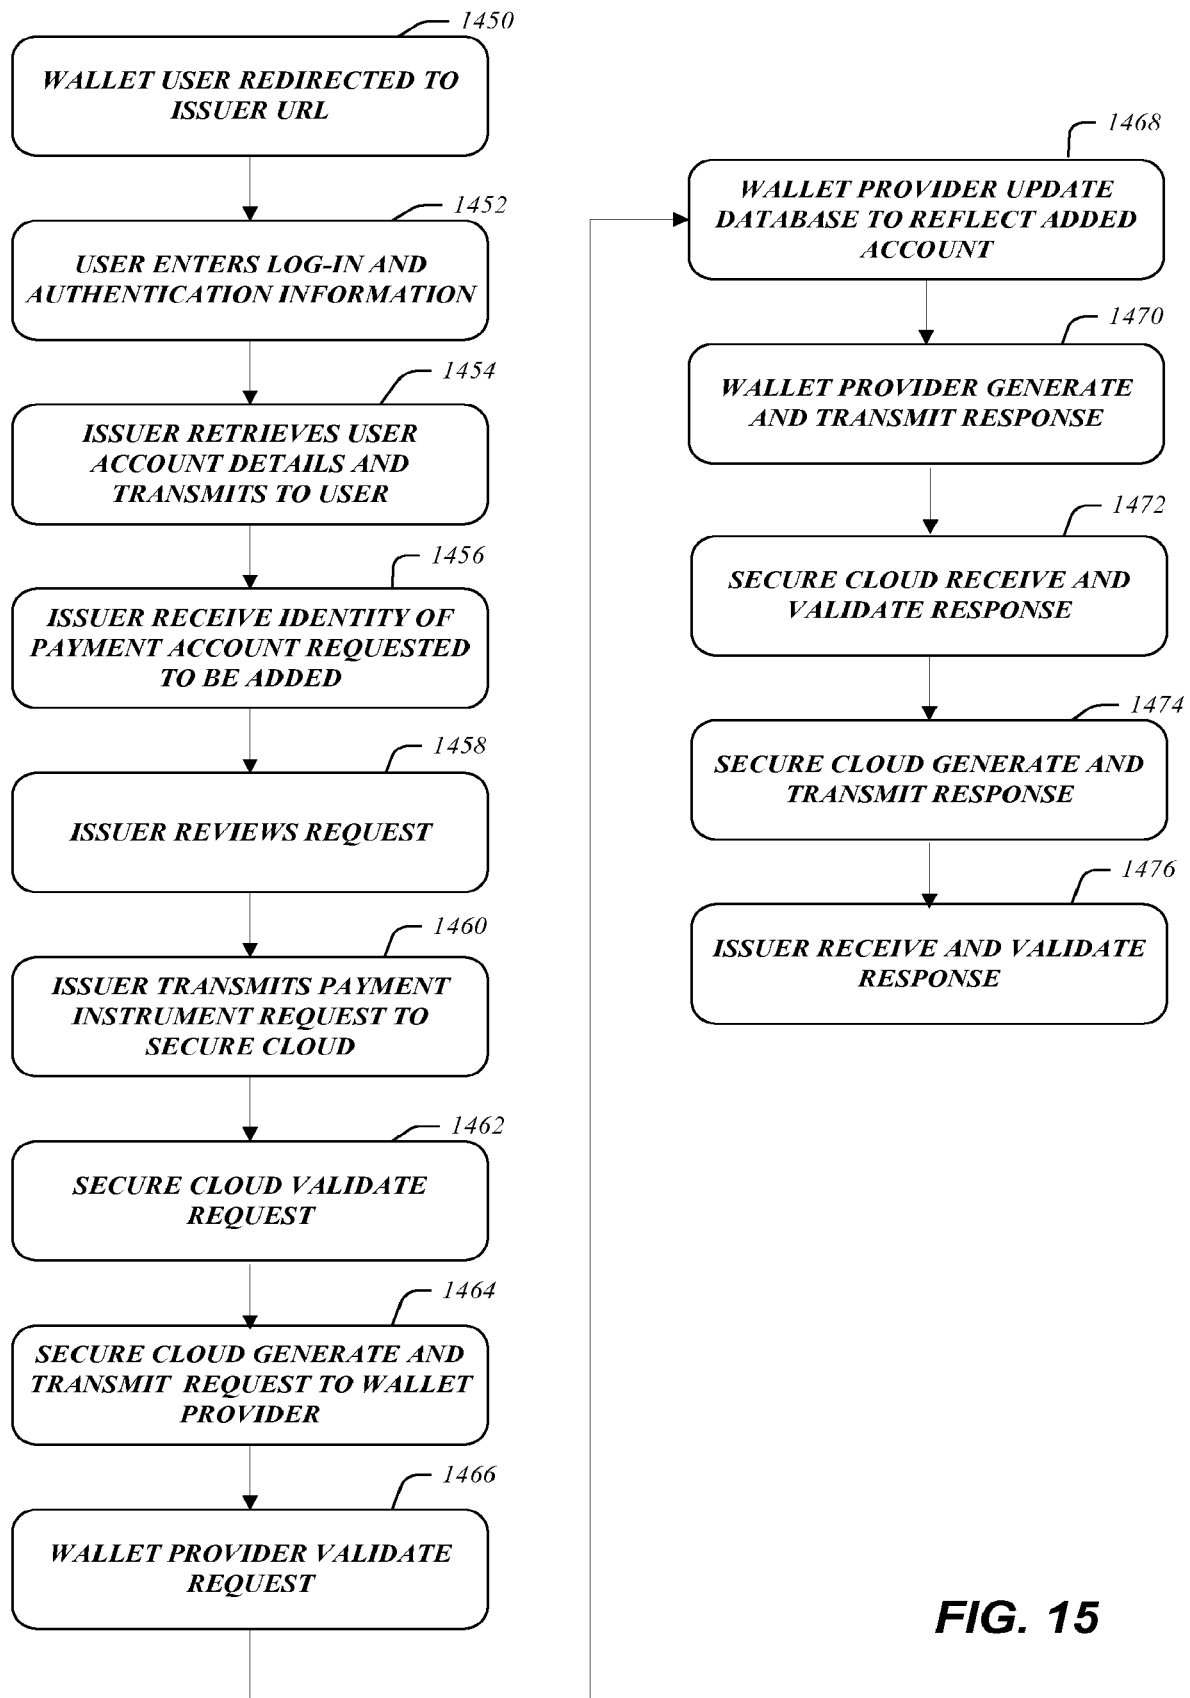 1450
WALLET USER REDIRECTED TO
ISSUER URL
1452
USER ENTERS LOG-IN AND
AUTHENTICATION INFORMATION
1454
ISSUER RETRIEVES USER
ACCOUNT DETAILS AND
TRANSMITS TO USER
1456
ISSUER RECEIVE IDENTITY OF
PAYMENT ACCOUNT REQUESTED
TO BE ADDED
1458
ISSUER REVIEWS REQUEST
1460
ISSUER TRANSMITS PAYMENT
INSTRUMENT REQUEST TO
SECURE CLOUD
1462
SECURE CLOUD VALIDATE
REQUEST
1464
SECURE CLOUD GENERATE AND
TRANSMIT REQUEST TO WALLET
PROVIDER
1466
WALLET PROVIDER VALIDATE
REQUEST
1468
WALLET PROVIDER UPDATE
DATABASE TO REFLECT ADDED
ACCOUNT
1470
WALLET PROVIDER GENERATE
AND TRANSMIT RESPONSE
1472
SECURE CLOUD RECEIVE AND
VALIDATE RESPONSE
1474
SECURE CLOUD GENERATE AND
TRANSMIT RESPONSE
1476
ISSUER RECEIVE AND VALIDATE
RESPONSE
FIG. 15